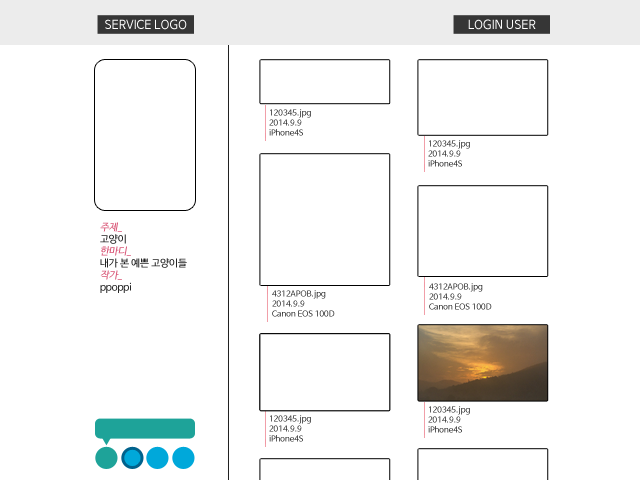 SERVICE LOGO
LOGIN USER
주제_
고양이
한마디_
내가 본 예쁜 고양이들
작가_
ppoppi
120345.jpg
2014.9.9
iPhone4S
4312APOB.jpg
2014.9.9
Canon EOS 100D
120345.jpg
2014.9.9
iPhone4S
120345.jpg
2014.9.9
iPhone4S
4312APOB.jpg
2014.9.9
Canon EOS 100D
120345.jpg
2014.9.9
iPhone4S